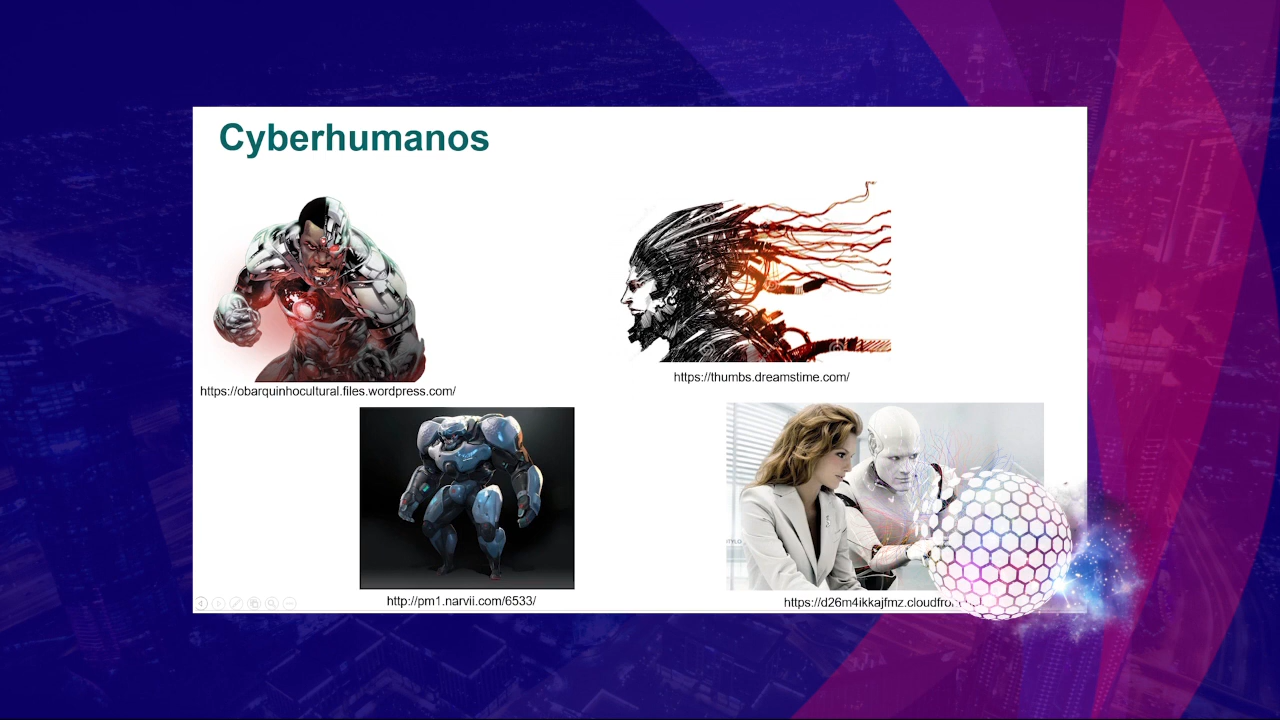 Cyberhumanos
https://obarquinhocultural.files.wordpress.com/
https://thumbs.dreamstime.com/
http://pm1.narvii.com/6533/